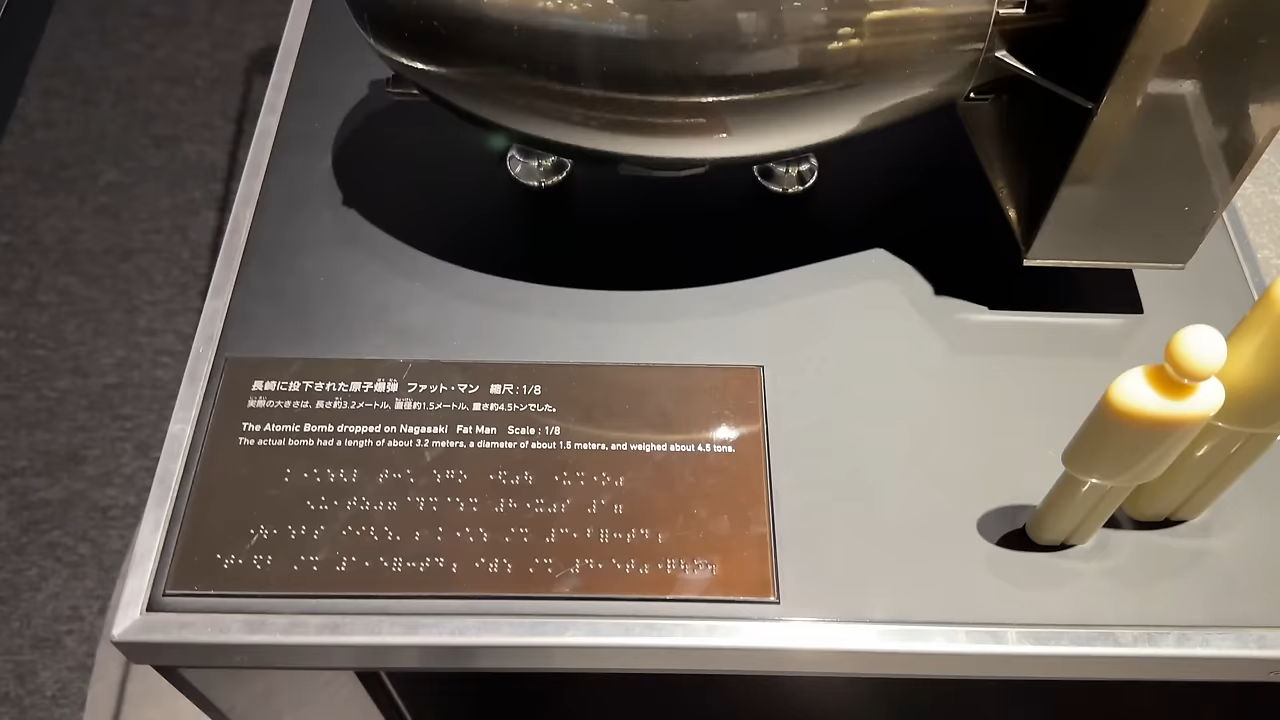 長崎に投下された原子爆弾 ファット・マン 縮尺：1/8
実際の大きさは、長さ約3.2メートル、直径約1.5メートル、重さ約4.5トンでした。
The Atomic Bomb dropped on Nagasaki Fat Man Scale : 1/8
The actual bomb had a length of about 3.2 meters, a diameter of about 1.5 meters, and weighed about 4.5 tons.